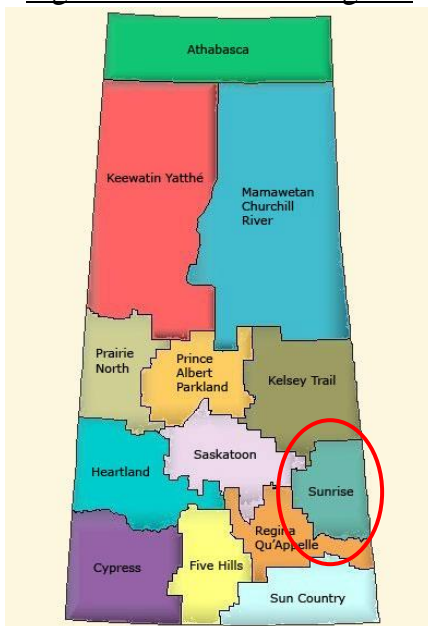 Athabasca
Keewatin Yatthé
Mamawetan
Churchill
River
Prairie
North
Prince
Albert
Parkland
Kelsey Trail
Saskatoon
Heartland
Sunrise
Regina
Qu'Appelle
Cypress
Five Hills
Sun Country